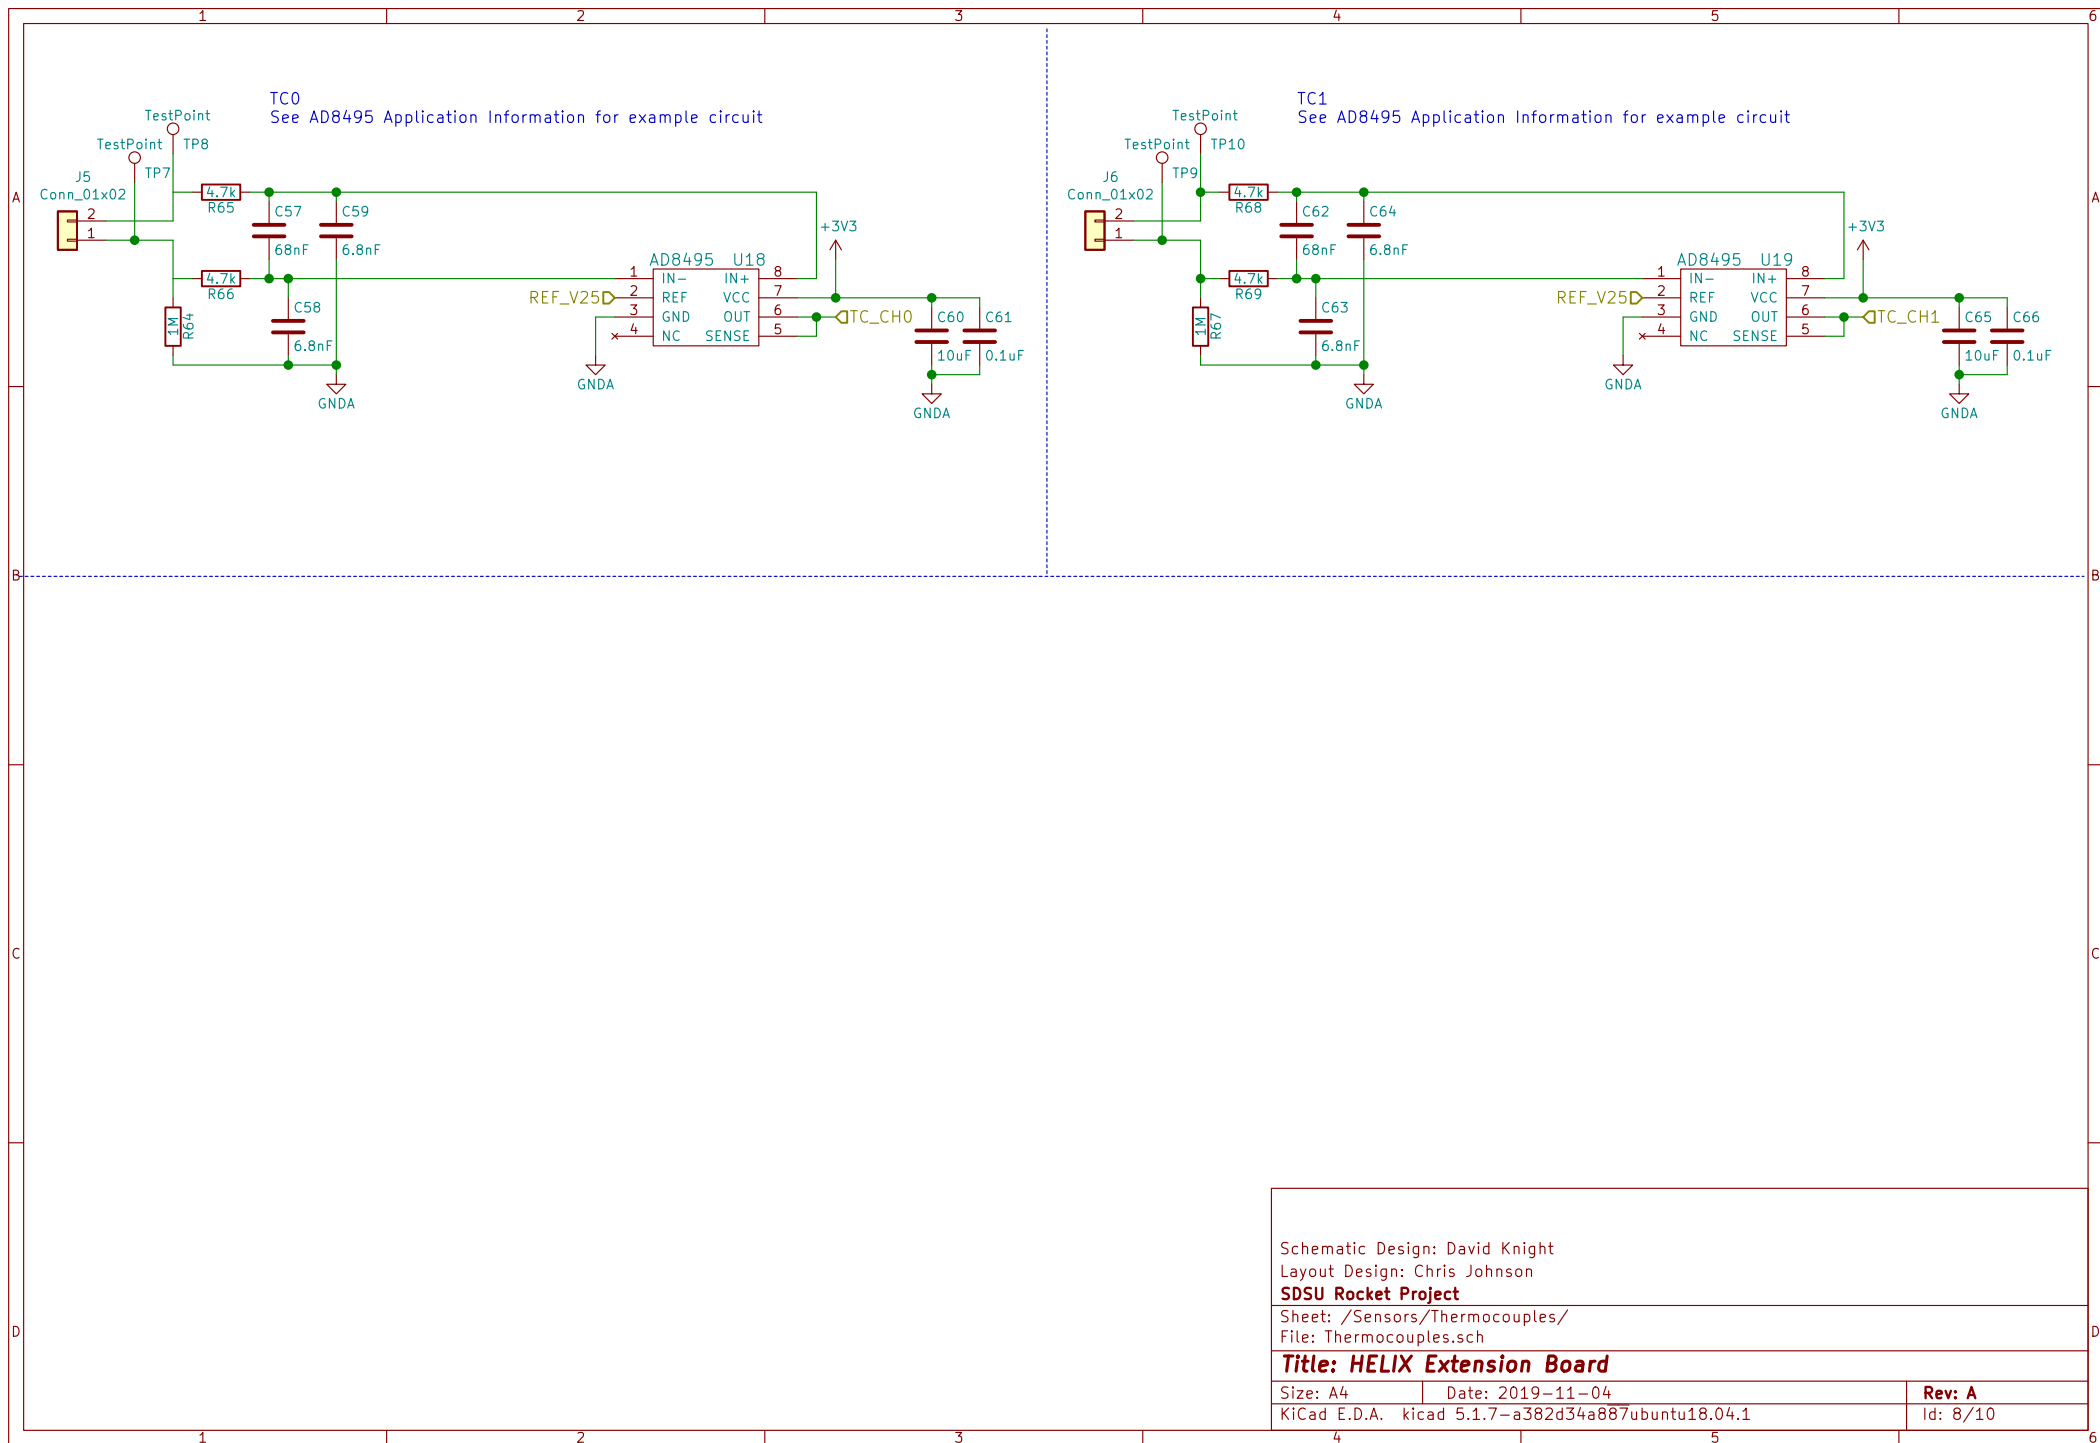 1 2 3 4 5 6
TC0
See AD8495 Application Information for example circuit
TestPoint
TP8
TestPoint
TP7
J5
Conn_01x02
2
1
4.7k
R65
C57
68nF
C59
6.8nF
4.7k
R66
1M
R64
C58
6.8nF
GNDA
REF_V25
AD8495 U18
1 IN- IN+ 8
2 REF VCC 7
3 GND OUT 6
4 NC SENSE 5
GNDA
+3V3
TC_CH0
C60
10uF
C61
0.1uF
GNDA
TC1
See AD8495 Application Information for example circuit
TestPoint
TP10
TestPoint
TP9
J6
Conn_01x02
2
1
4.7k
R68
C62
68nF
C64
6.8nF
4.7k
R69
1M
R67
C63
6.8nF
GNDA
REF_V25
AD8495 U19
1 IN- IN+ 8
2 REF VCC 7
3 GND OUT 6
4 NC SENSE 5
GNDA
+3V3
TC_CH1
C65
10uF
C66
0.1uF
GNDA
A A
B B
C C
D D
Schematic Design: David Knight
Layout Design: Chris Johnson
SDSU Rocket Project
Sheet: /Sensors/Thermocouples/
File: Thermocouples.sch
Title: HELIX Extension Board
Size: A4 Date: 2019-11-04 Rev: A
KiCad E.D.A. kicad 5.1.7-a382d34a887ubuntu18.04.1 Id: 8/10
1 2 3 4 5 6